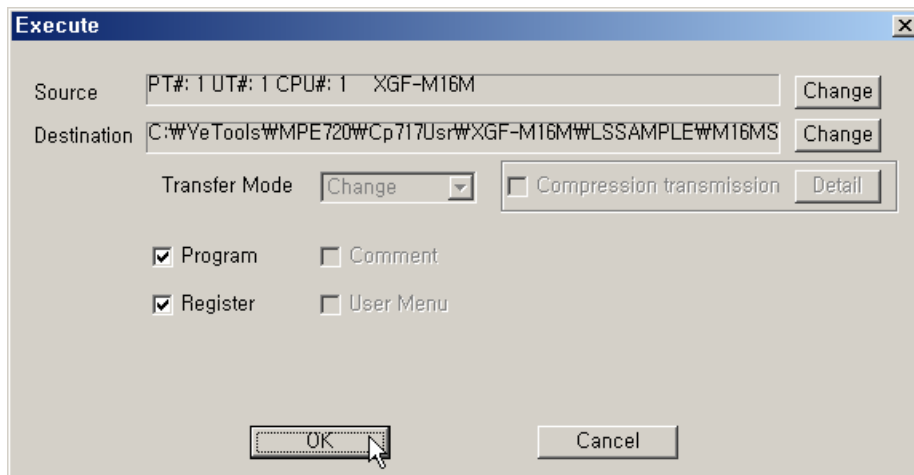 Execute
Source PT#: 1 UT#: 1 CPU#: 1 XGF-M16M Change
Destination C:₩YeTools₩MPE720₩Cp717Usr₩XGF-M16M₩LSSAMPLE₩M16MS Change
Transfer Mode Change Compression transmission Detail
Program Comment
Register User Menu
OK Cancel